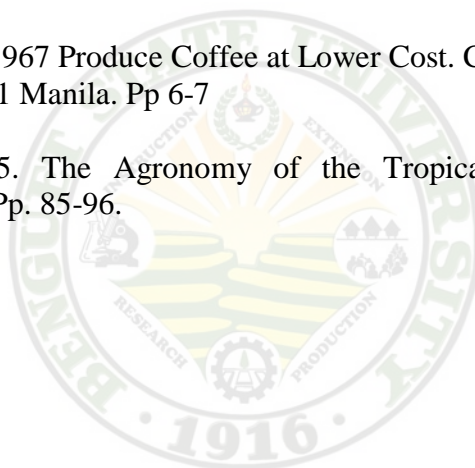 967 Produce Coffee at Lower Cost. C
1 Manila. Pp 6-7
5. The Agronomy of the Tropica
Pp. 85-96.
BENGUET STATE UNIVERSITY
INSTRUCTION
EXTENSION
RESEARCH
PRODUCTION
· 1916 ·